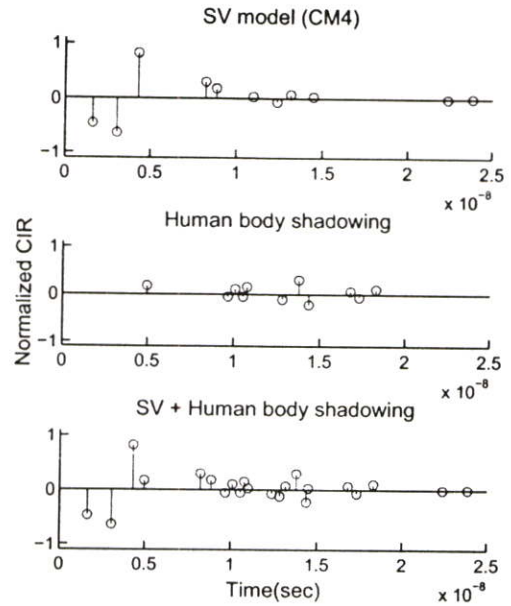 SV model (CM4)
1
0
−1
0 0.5 1 1.5 2 2.5
x 10⁻⁸
Human body shadowing
Normalized CIR
1
0
−1
0 0.5 1 1.5 2 2.5
x 10⁻⁸
SV + Human body shadowing
1
0
−1
0 0.5 1 1.5 2 2.5
Time(sec)
x 10⁻⁸